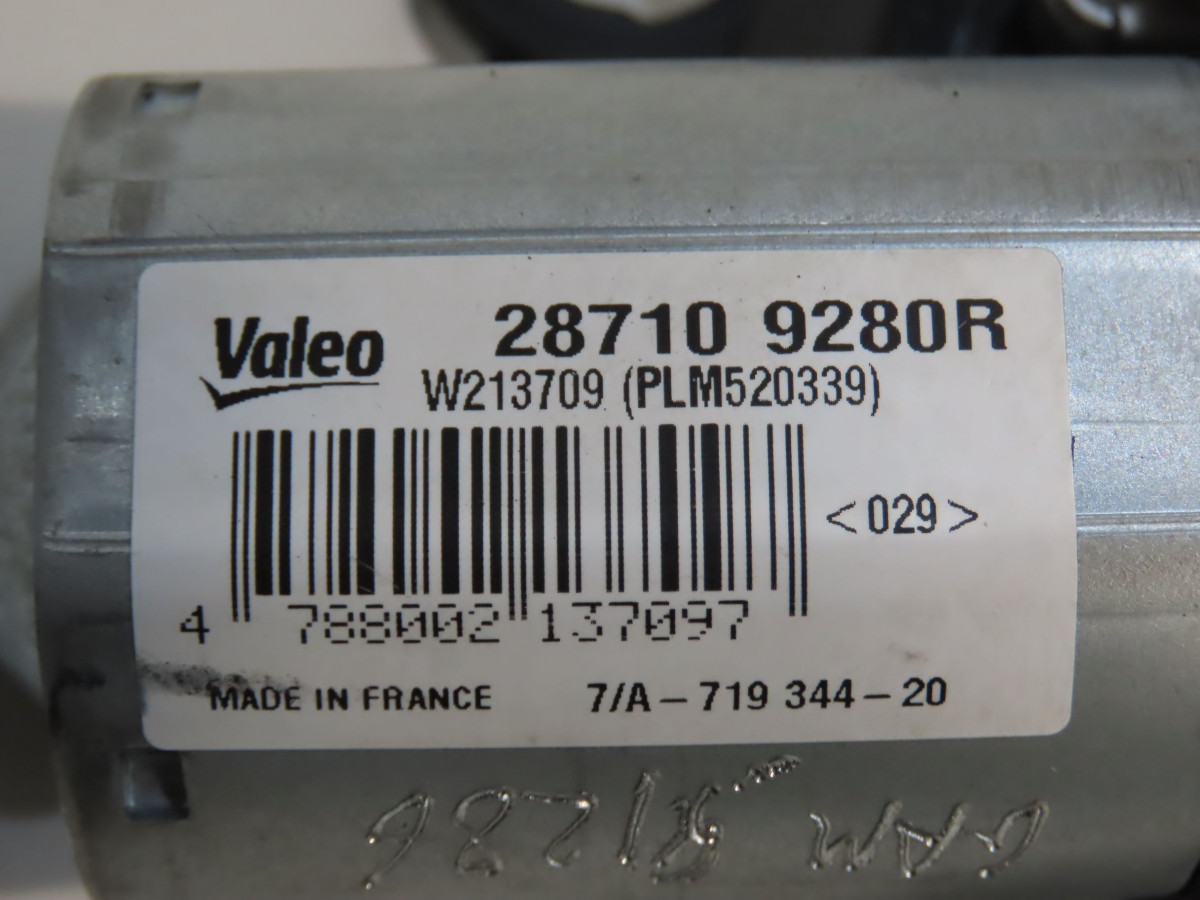 Valeo
28710 9280R
W213709 (PLM520339)
<029>
4 788002 137097
MADE IN FRANCE 7/A-719 344-20